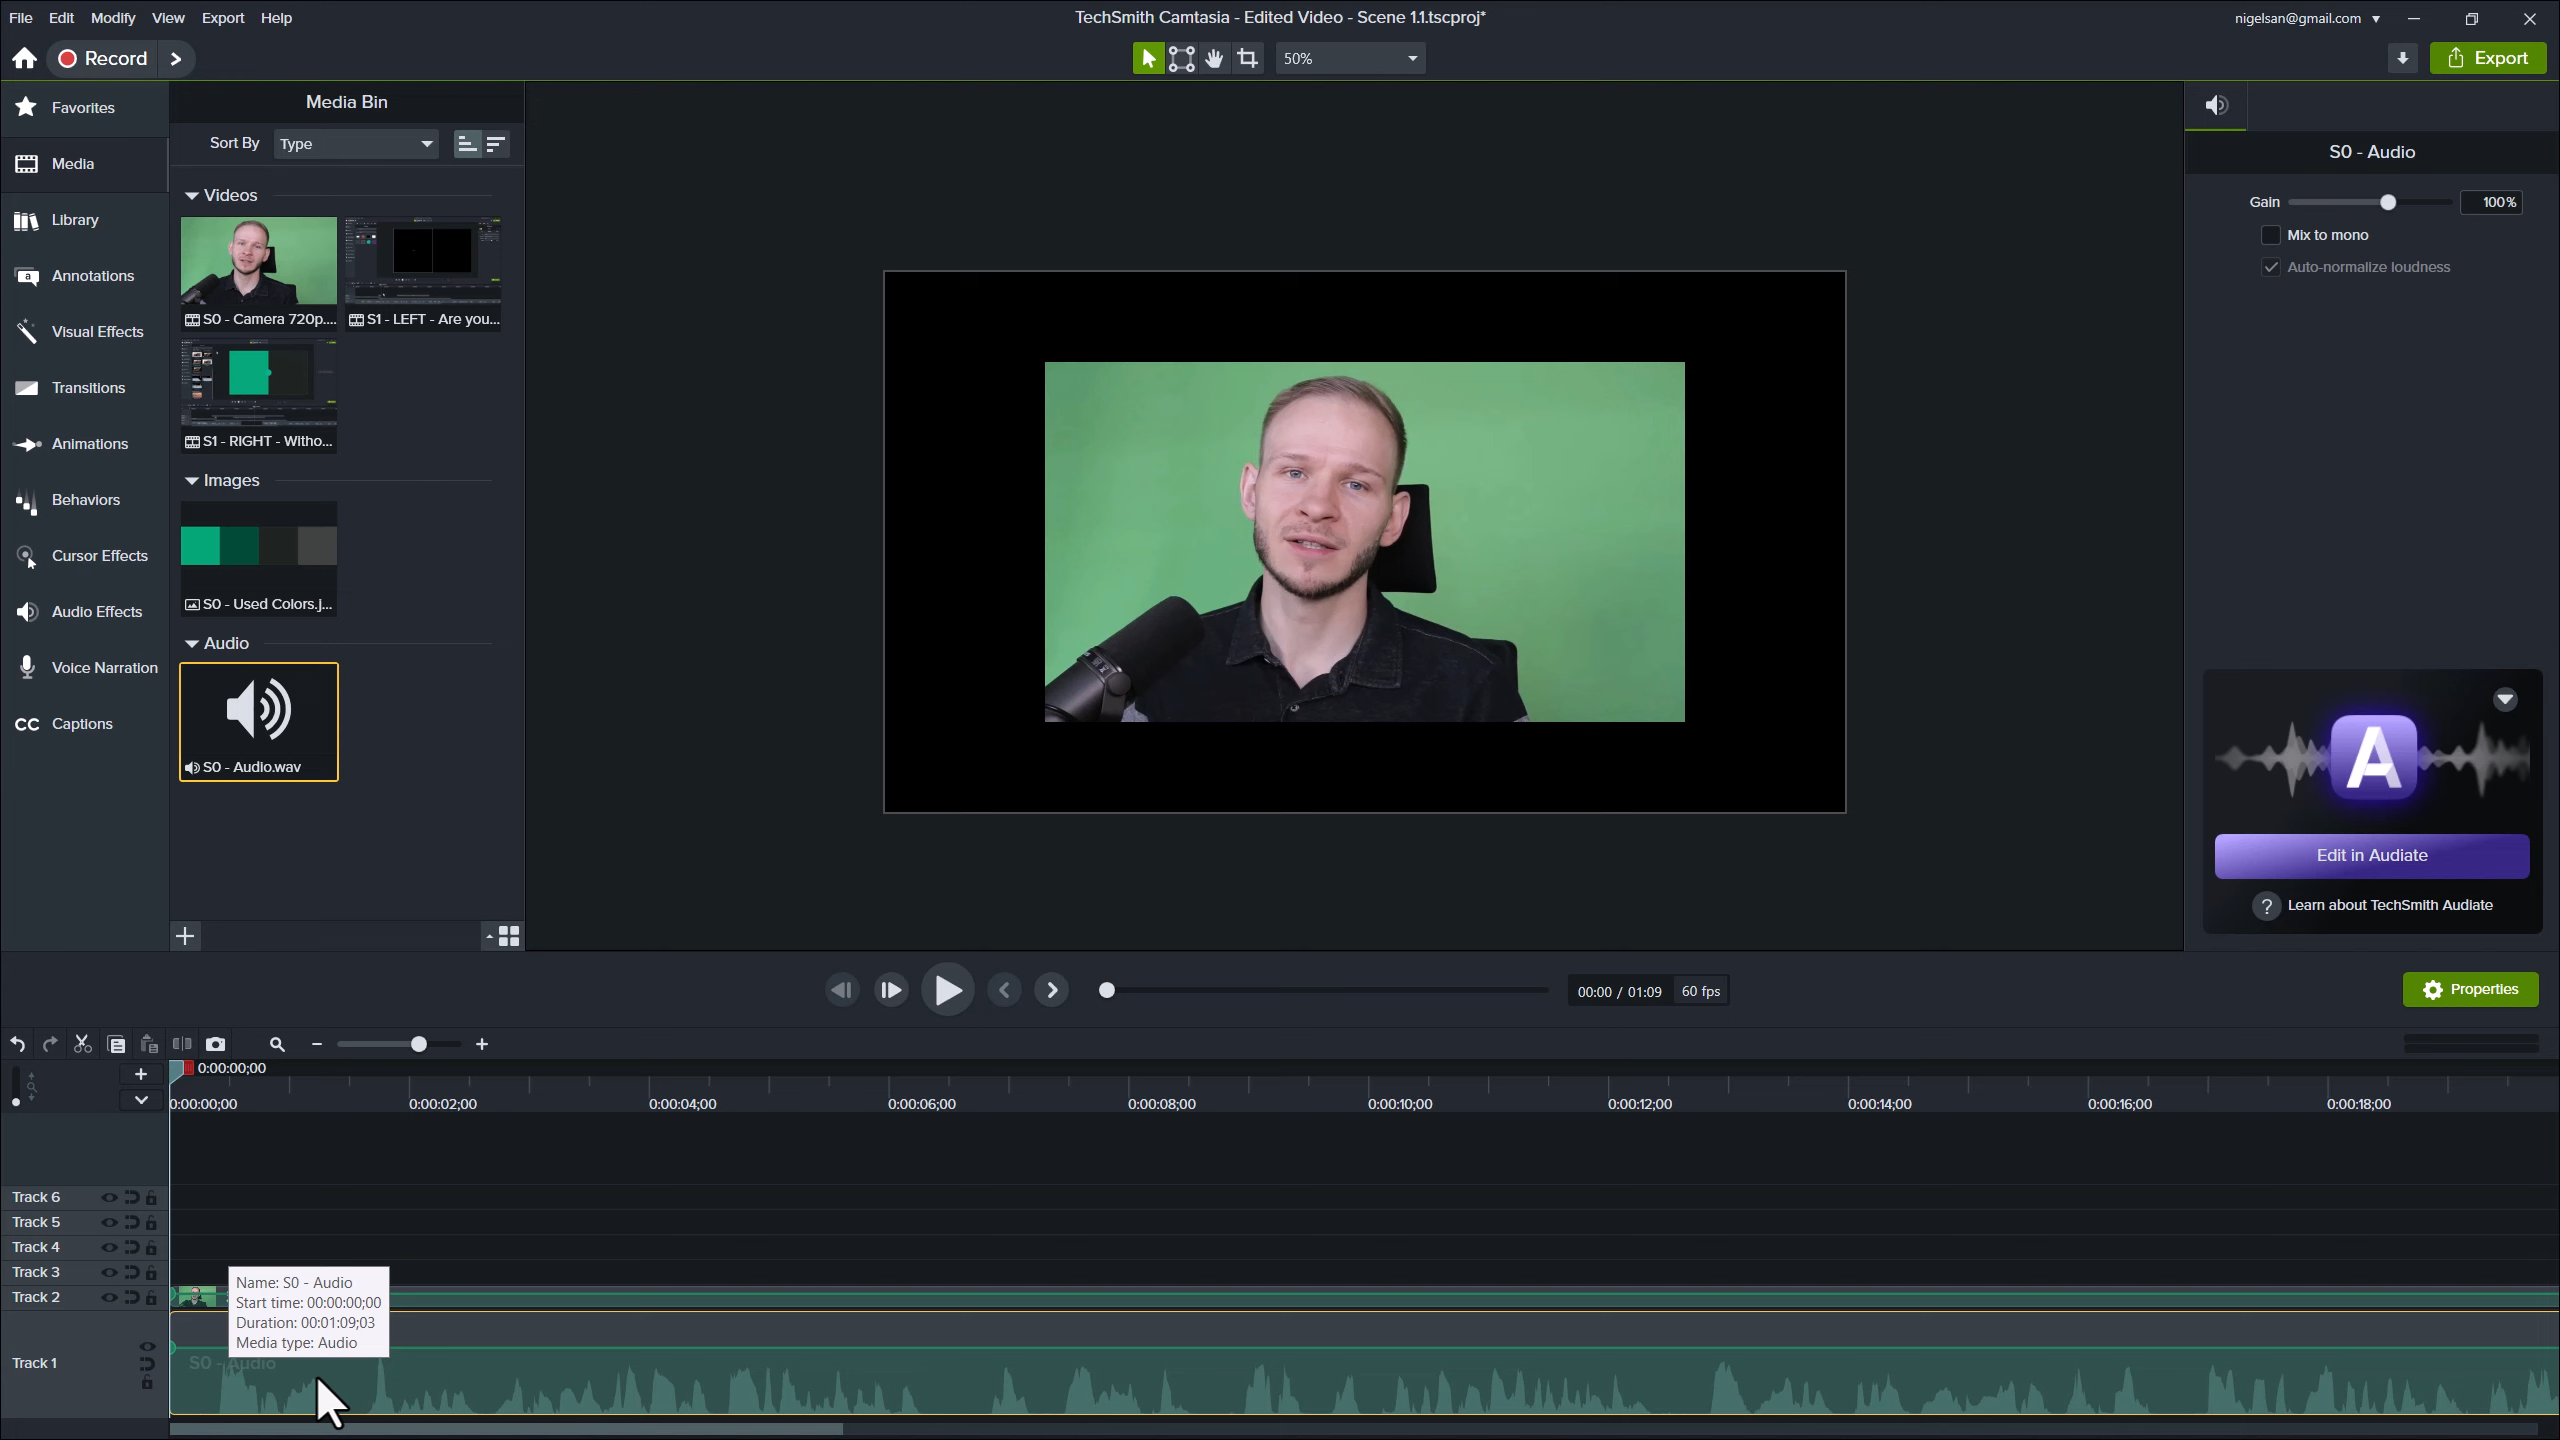 File Edit Modify View Export Help
TechSmith Camtasia - Edited Video - Scene 1.1.tscproj*
nigelsan@gmail.com
Record
50%
Export
Favorites
Media
Library
Annotations
Visual Effects
Transitions
Animations
Behaviors
Cursor Effects
Audio Effects
Voice Narration
CC Captions
Media Bin
Sort By Type
Videos
S0 - Camera 720p....
S1 - LEFT - Are you...
S1 - RIGHT - Witho...
Images
S0 - Used Colors.j...
Audio
S0 - Audio.wav
S0 - Audio
Gain 100%
Mix to mono
Auto-normalize loudness
A
Edit in Audiate
? Learn about TechSmith Audiate
00:00 / 01:09 60 fps
Properties
0:00:00;00
0:00:00;00 0:00:02;00 0:00:04;00 0:00:06;00 0:00:08;00 0:00:10;00 0:00:12;00 0:00:14;00 0:00:16;00 0:00:18;00
Track 6
Track 5
Track 4
Track 3
Track 2
Track 1
Name: S0 - Audio
Start time: 00:00:00;00
Duration: 00:01:09;03
Media type: Audio
S0 - Audio